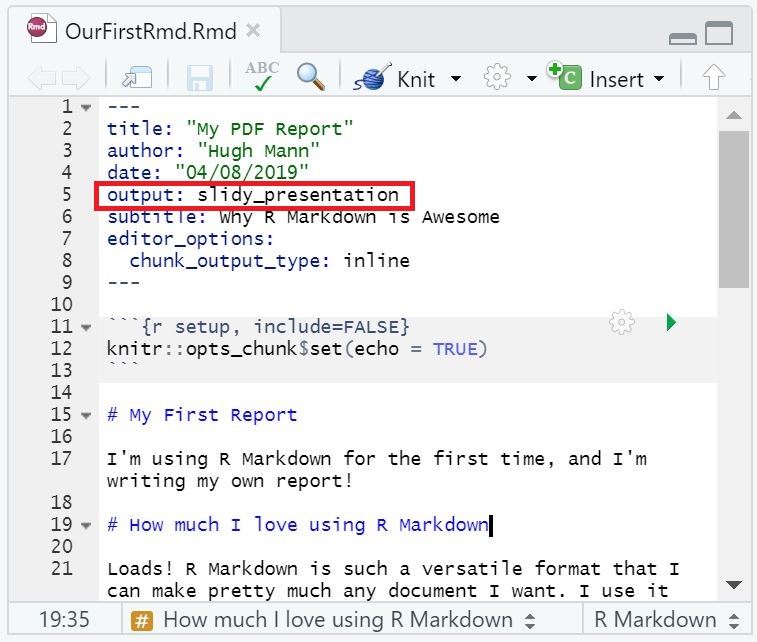 Rmd OurFirstRmd.Rmd
ABC Knit C Insert
1 ---
2 title: "My PDF Report"
3 author: "Hugh Mann"
4 date: "04/08/2019"
5 output: slidy_presentation
6 subtitle: Why R Markdown is Awesome
7 editor_options:
8   chunk_output_type: inline
9 ---
10
11 ```{r setup, include=FALSE}
12 knitr::opts_chunk$set(echo = TRUE)
13 ```
14
15 # My First Report
16
17 I'm using R Markdown for the first time, and I'm
writing my own report!
18
19 # How much I love using R Markdown
20
21 Loads! R Markdown is such a versatile format that I
can make pretty much any document I want. I use it
19:35 # How much I love using R Markdown R Markdown